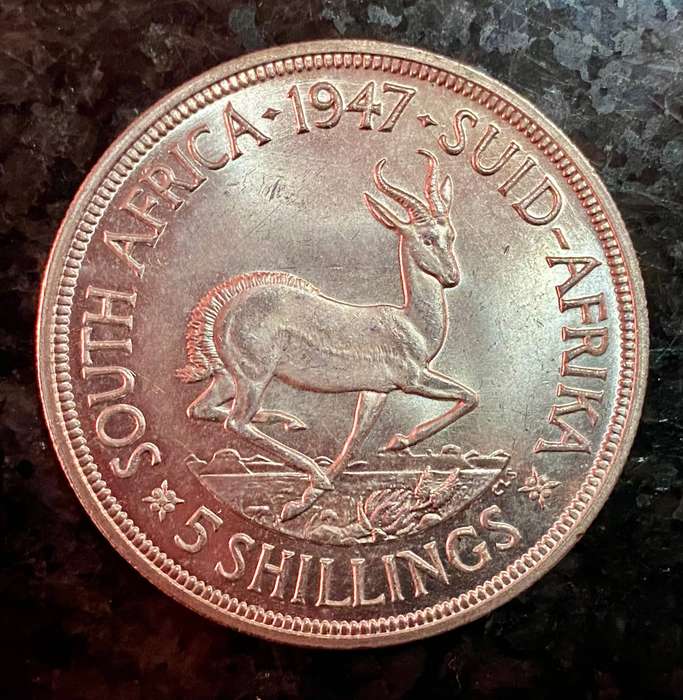 SOUTH AFRICA · 1947 · SUID-AFRIKA
5 SHILLINGS